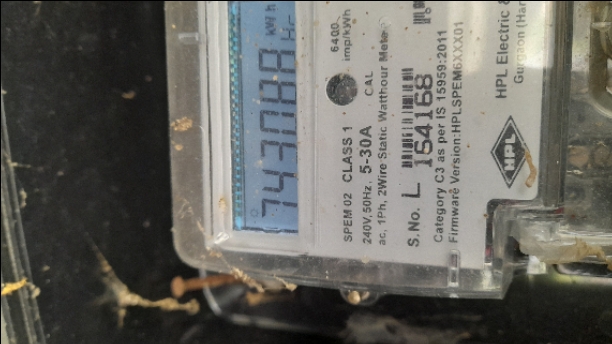 743088
kWh
6400
imp/kWh
CAL
SPEM 02 CLASS 1
240V, 50Hz. 5-30A
ac, 1Ph, 2Wire Static Watthour Meter
S.No. L 164168
Category C3 as per IS 15959:2011
Firmware Version:HPLSPEM6XXX01
HPL
HPL Electric &
Gurgaon (Har